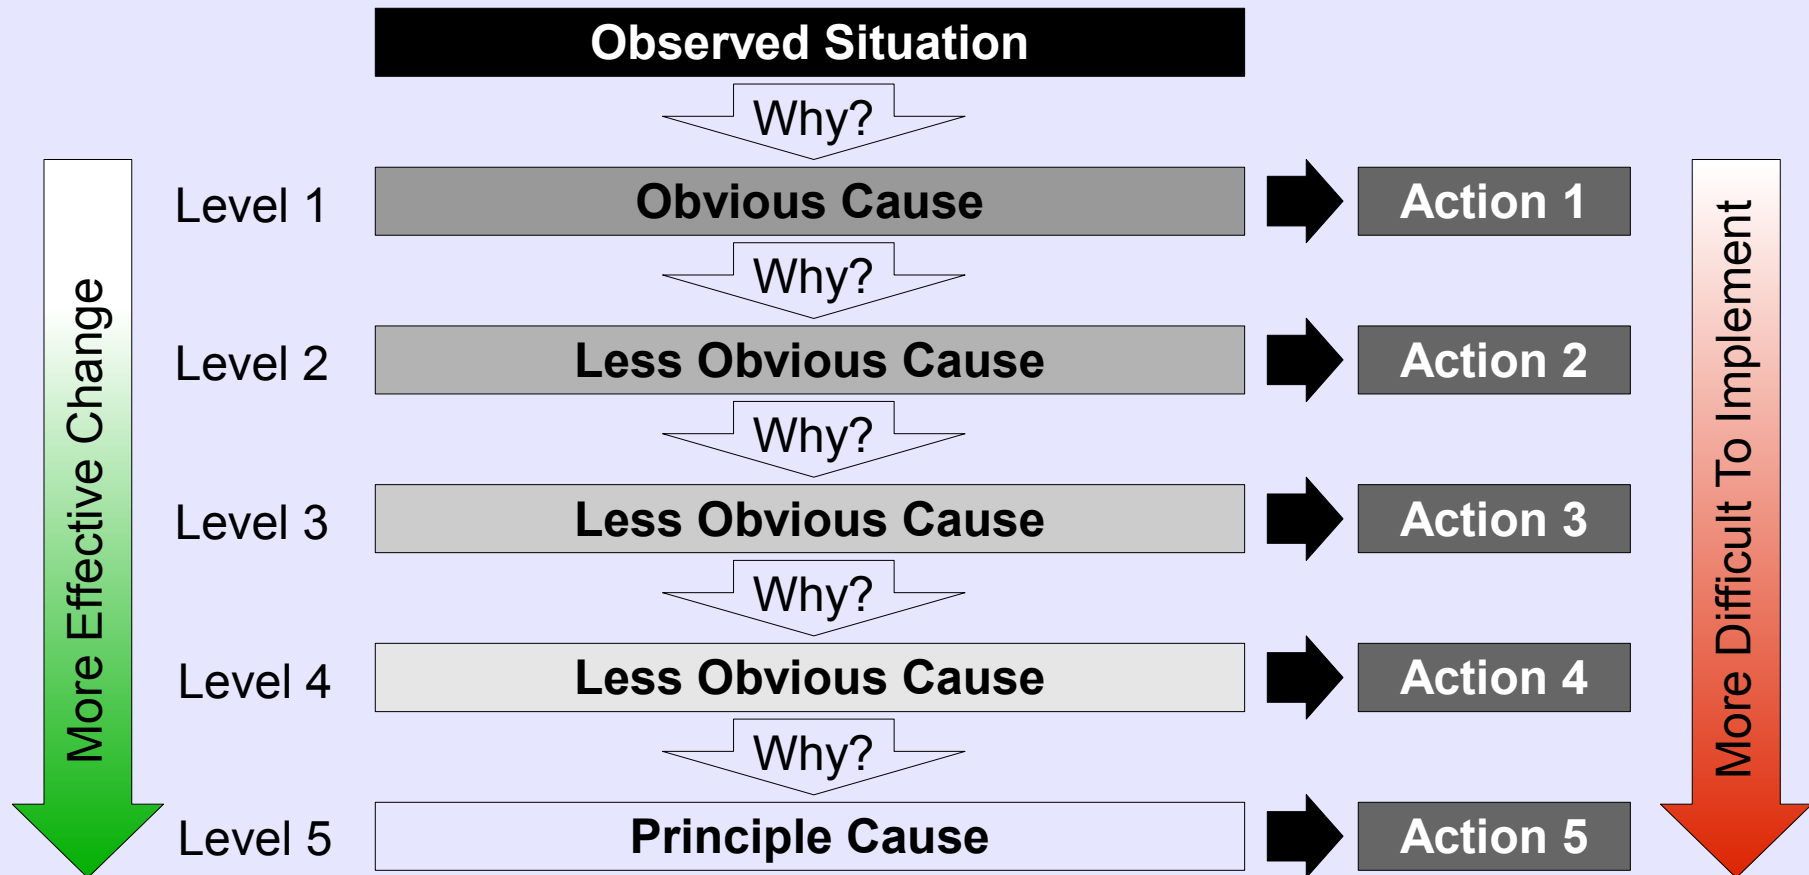 Observed Situation
Why?
Level 1
Obvious Cause
Action 1
Why?
Level 2
Less Obvious Cause
Action 2
Why?
Level 3
Less Obvious Cause
Action 3
Why?
Level 4
Less Obvious Cause
Action 4
Why?
Level 5
Principle Cause
Action 5
More Effective Change
More Difficult To Implement